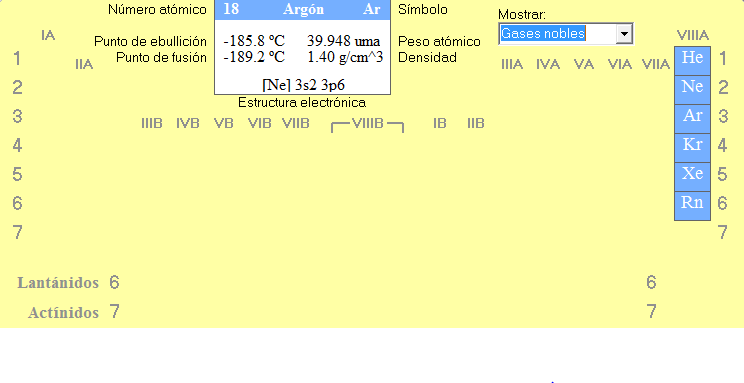 Número atómico 18 Argón Ar Símbolo
Mostrar:
Gases nobles
IA
VIIIA
Punto de ebullición -185.8 ºC 39.948 uma Peso atómico
Punto de fusión -189.2 ºC 1.40 g/cm^3 Densidad
[Ne] 3s2 3p6
Estructura electrónica
IIA IIIA IVA VA VIA VIIA
1 He 1
2 Ne 2
IIIB IVB VB VIB VIIB VIIIB IB IIB
3 Ar 3
4 Kr 4
5 Xe 5
6 Rn 6
7 7
Lantánidos 6 6
Actínidos 7 7